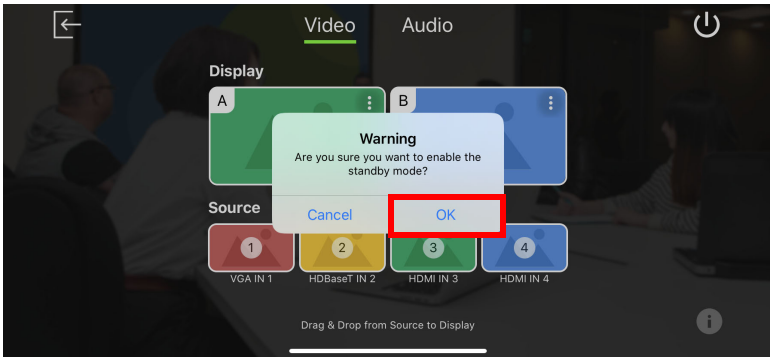 Video Audio
Display
A B
Warning
Are you sure you want to enable the
standby mode?
Source
Cancel OK
1 2 3 4
VGA IN 1 HDBaseT IN 2 HDMI IN 3 HDMI IN 4
Drag & Drop from Source to Display
i